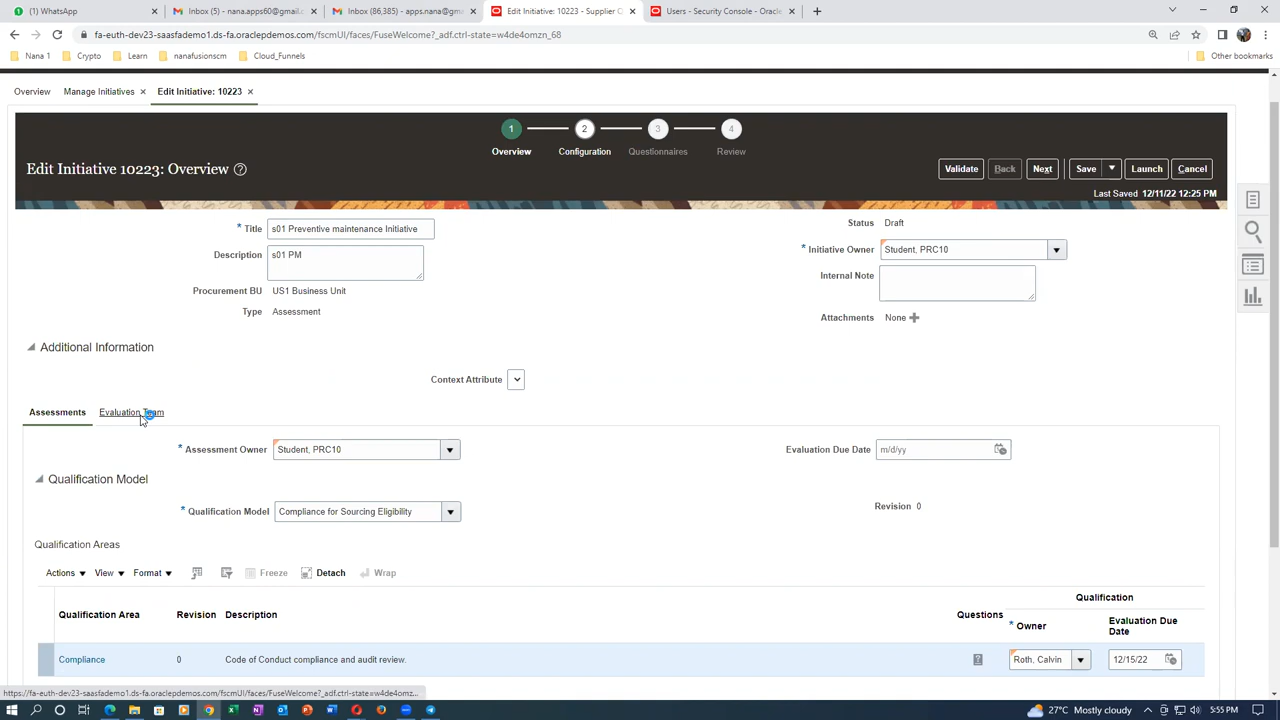 WhatsApp
Inbox (5) - nana.apps60@gmail.c
Inbox (86,385) - apps.nana@gm
Edit Initiative: 10223 - Supplier C
Users - Security Console - Oracle
fa-euth-dev23-saasfademo1.ds-fa.oraclepdemos.com/fscmUI/faces/FuseWelcome?_adf.ctrl-state=w4de4omzn_68
Nana 1
Crypto
Learn
nanafusionscm
Cloud_Funnels
Other bookmarks
Overview
Manage Initiatives
Edit Initiative: 10223
1
2
3
4
Overview
Configuration
Questionnaires
Review
Edit Initiative 10223: Overview
Validate
Back
Next
Save
Launch
Cancel
Last Saved 12/11/22 12:25 PM
* Title s01 Preventive maintenance Initiative
Description s01 PM
Procurement BU US1 Business Unit
Type Assessment
Status Draft
* Initiative Owner Student, PRC10
Internal Note
Attachments None
Additional Information
Context Attribute
Assessments
Evaluation Team
* Assessment Owner Student, PRC10
Evaluation Due Date m/d/yy
Qualification Model
* Qualification Model Compliance for Sourcing Eligibility
Revision 0
Qualification Areas
Actions
View
Format
Freeze
Detach
Wrap
Qualification
Qualification Area
Revision
Description
Questions
* Owner
Evaluation Due
Date
Compliance
0
Code of Conduct compliance and audit review.
Roth, Calvin
12/15/22
https://fa-euth-dev23-saasfademo1.ds-fa.oraclepdemos.com/fscmUI/faces/FuseWelcome?_adf.ctrl-state=w4de4omz...
27°C Mostly cloudy
5:55 PM